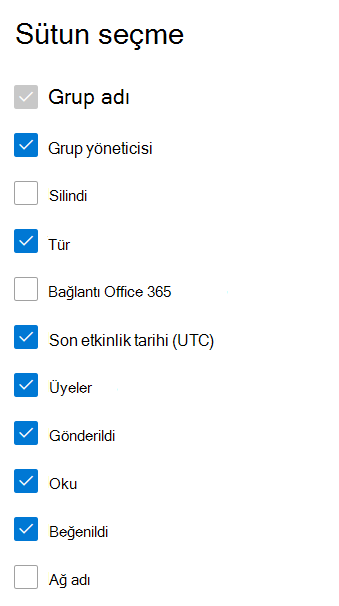 Sütun seçme
Grup adı
Grup yöneticisi
Silindi
Tür
Bağlantı Office 365
Son etkinlik tarihi (UTC)
Üyeler
Gönderildi
Oku
Beğenildi
Ağ adı